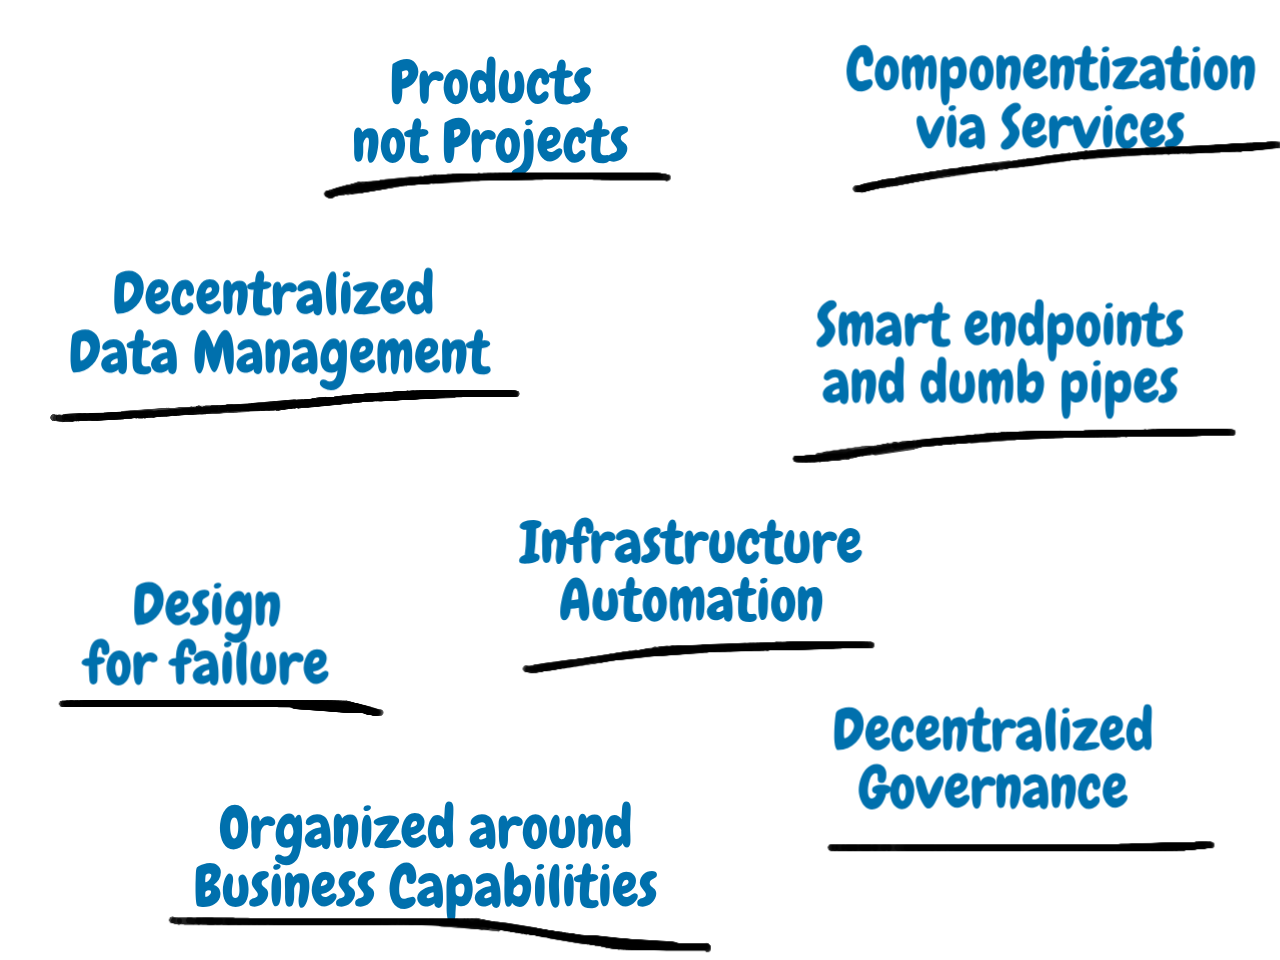 Products
not Projects
Componentization
via Services
Decentralized
Data Management
Smart endpoints
and dumb pipes
Infrastructure
Automation
Design
for failure
Decentralized
Governance
Organized around
Business Capabilities